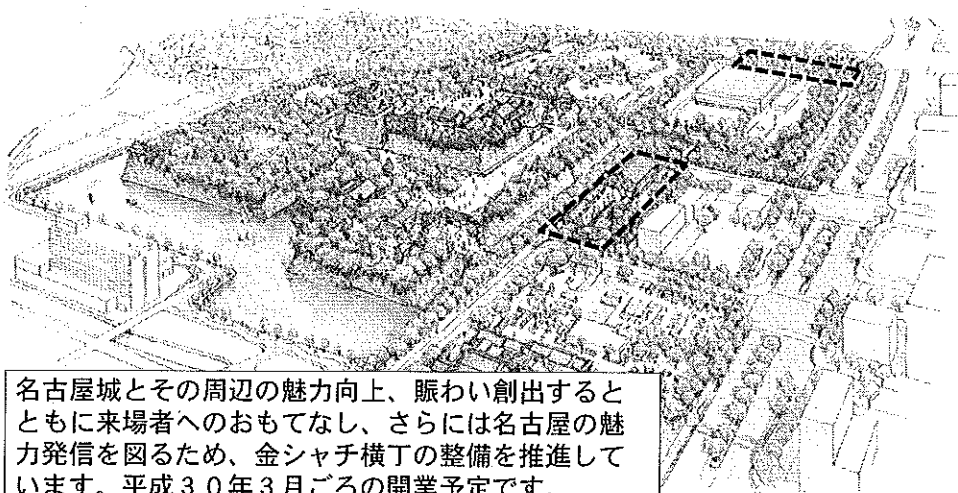 名古屋城とその周辺の魅力向上、賑わい創出すると
ともに来場者へのおもてなし、さらには名古屋の魅
力発信を図るため、金シャチ横丁の整備を推進して
います。平成３０年３月ごろの開業予定です。